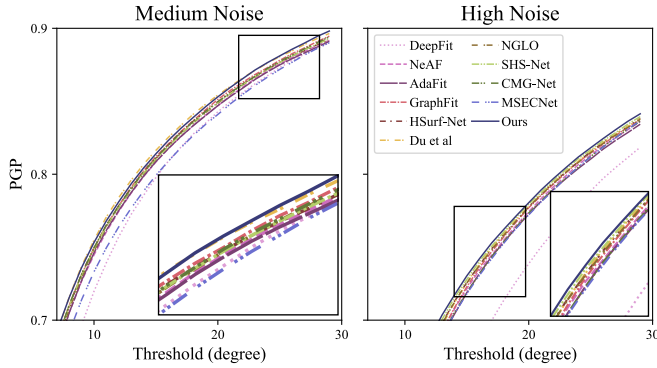 Medium Noise
High Noise
0.9
0.8
0.7
PGP
10
20
30
Threshold (degree)
DeepFit
NeAF
AdaFit
GraphFit
HSurf-Net
Du et al
NGLO
SHS-Net
CMG-Net
MSECNet
Ours
10
20
30
Threshold (degree)